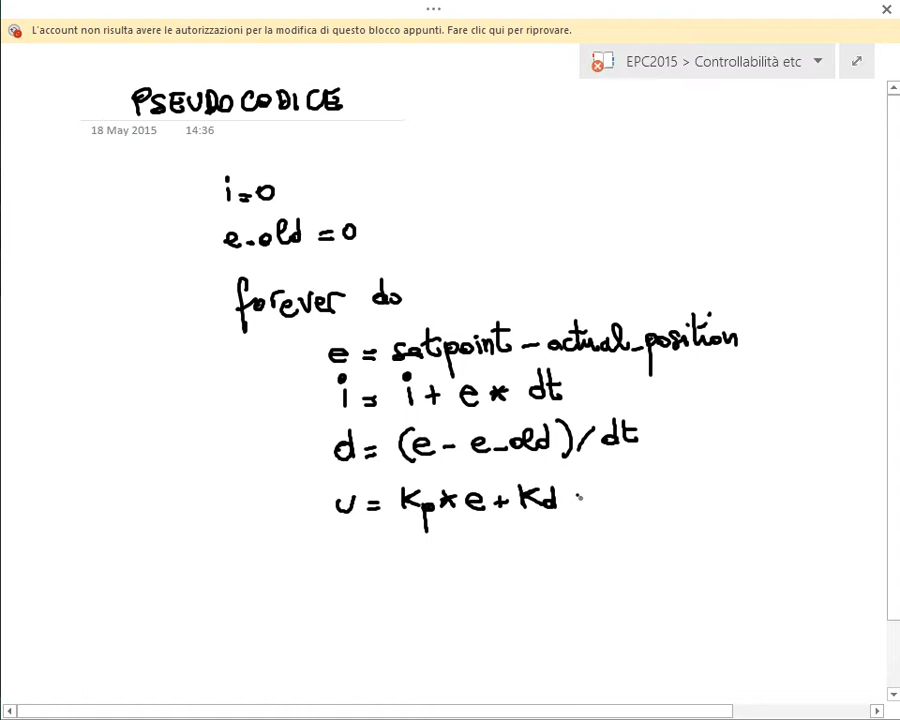 L'account non risulta avere le autorizzazioni per la modifica di questo blocco appunti. Fare clic qui per riprovare.
EPC2015 > Controllabilità etc
PSEUDOCODICE
18 May 2015 14:36
i=0
e_old = 0
forever do
e = setpoint - actual_position
i = i + e * dt
d = (e - e_old) / dt
u = Kp * e + Kd